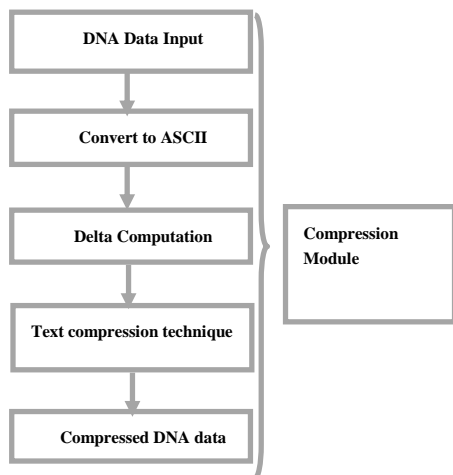 DNA Data Input
Convert to ASCII
Delta Computation
Text compression technique
Compressed DNA data
Compression
Module